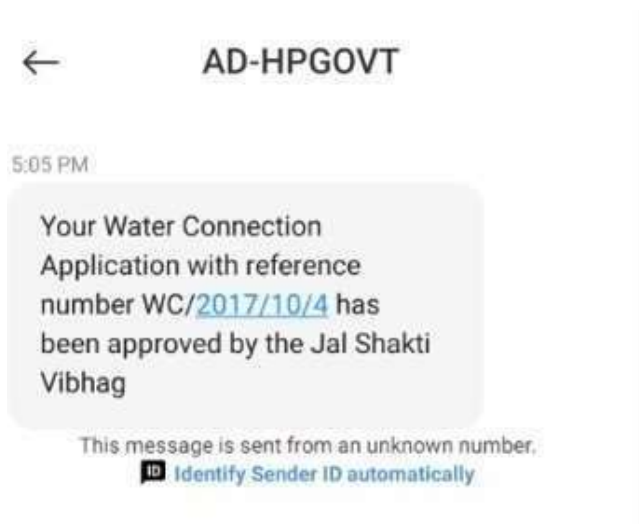 AD-HPGOVT
5:05 PM
Your Water Connection
Application with reference
number WC/2017/10/4 has
been approved by the Jal Shakti
Vibhag
This message is sent from an unknown number.
ID Identify Sender ID automatically